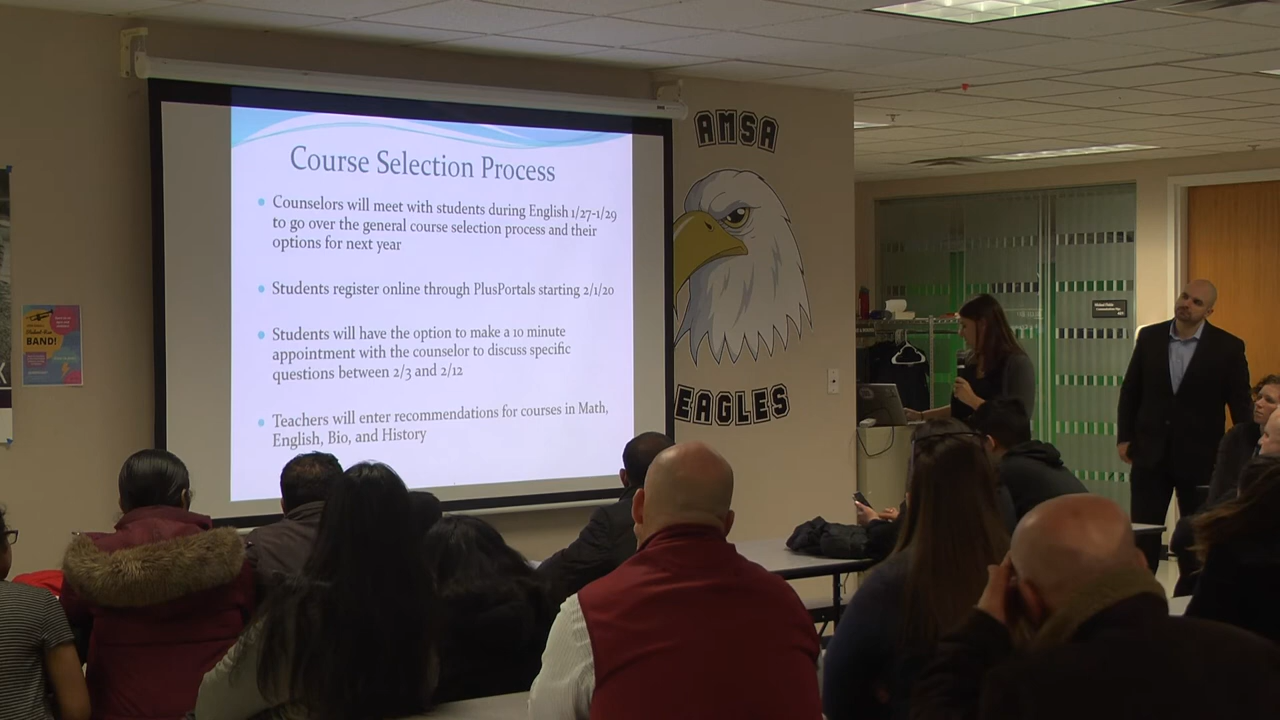 AMSA
Course Selection Process
Counselors will meet with students during English 1/27-1/29
to go over the general course selection process and their
options for next year
Students register online through PlusPortals starting 2/1/20
Students will have the option to make a 10 minute
appointment with the counselor to discuss specific
questions between 2/3 and 2/12
Teachers will enter recommendations for courses in Math,
English, Bio, and History
EAGLES
BAND!